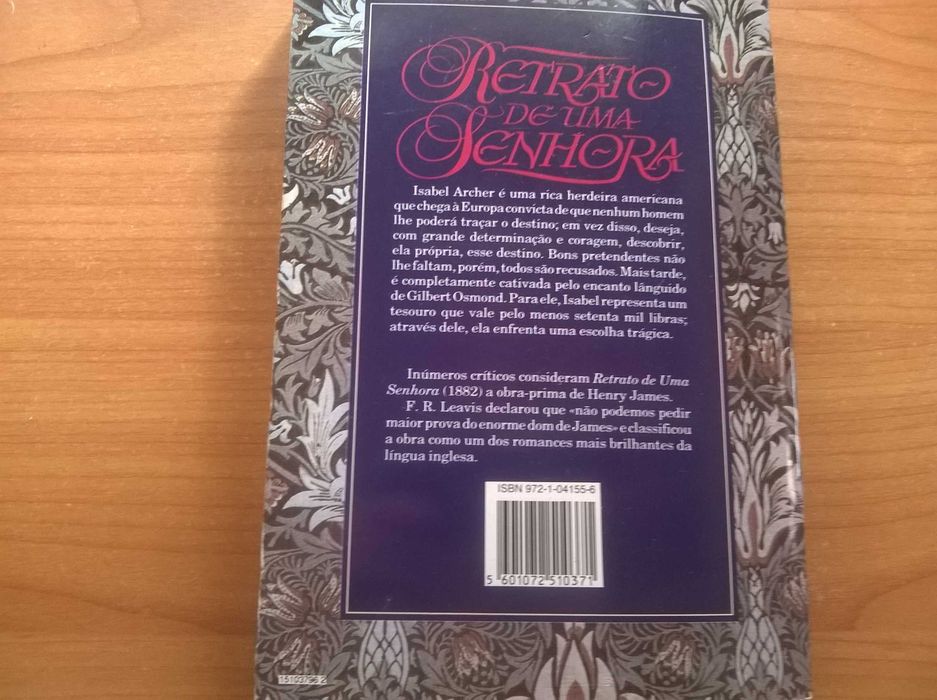 RETRATO
DE UMA
SENHORA
Isabel Archer é uma rica herdeira americana
que chega à Europa convicta de que nenhum homem
lhe poderá traçar o destino; em vez disso, deseja,
com grande determinação e coragem, descobrir,
ela própria, esse destino. Bons pretendentes não
lhe faltam, porém, todos são recusados. Mais tarde,
é completamente cativada pelo encanto lânguido
de Gilbert Osmond. Para ele, Isabel representa um
tesouro que vale pelo menos setenta mil libras;
através dele, ela enfrenta uma escolha trágica.
Inúmeros críticos consideram Retrato de Uma
Senhora (1882) a obra-prima de Henry James.
F. R. Leavis declarou que «não podemos pedir
maior prova do enorme dom de James» e classificou
a obra como um dos romances mais brilhantes da
língua inglesa.
ISBN 972-1-04155-6
5 601072 510371